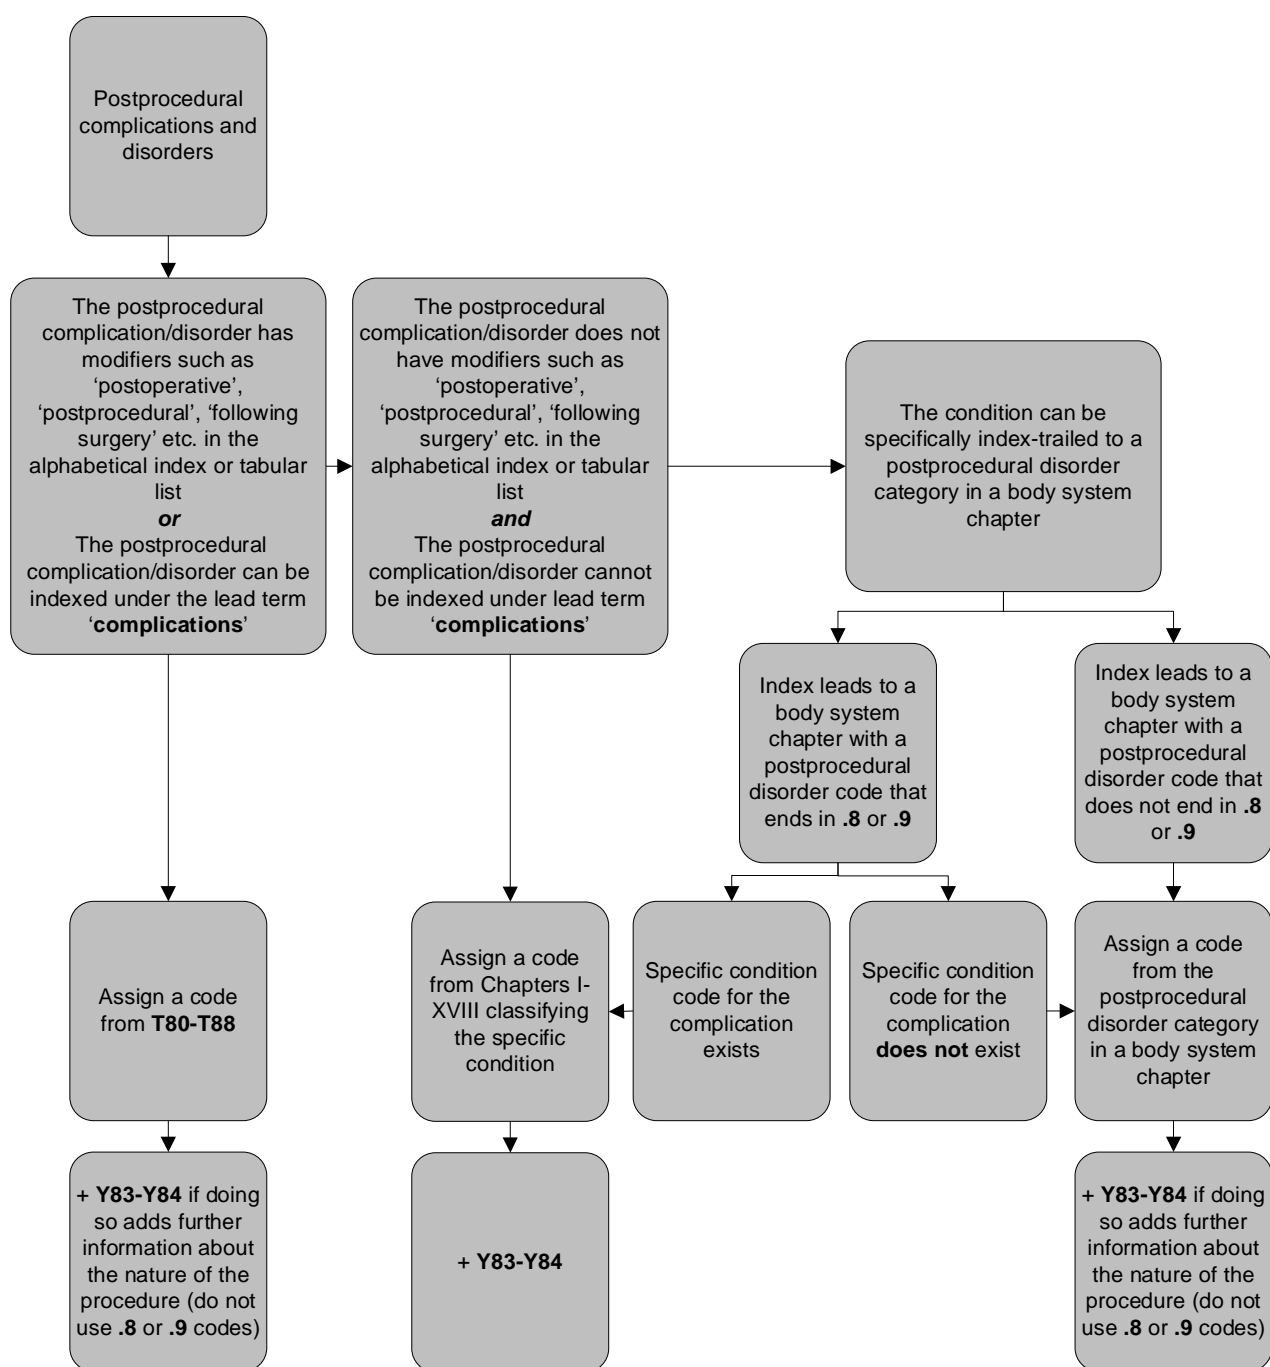 Postprocedural
complications and
disorders
The postprocedural
complication/disorder has
modifiers such as
‘postoperative’,
‘postprocedural’, ‘following
surgery’ etc. in the
alphabetical index or tabular
list
or
The postprocedural
complication/disorder can be
indexed under the lead term
‘complications’
The postprocedural
complication/disorder does not
have modifiers such as
‘postoperative’,
‘postprocedural’, ‘following
surgery’ etc. in the
alphabetical index or tabular
list
and
The postprocedural
complication/disorder cannot
be indexed under lead term
‘complications’
The condition can be
specifically index-trailed to a
postprocedural disorder
category in a body system
chapter
Index leads to a
body system
chapter with a
postprocedural
disorder code that
ends in .8 or .9
Index leads to a
body system
chapter with a
postprocedural
disorder code that
does not end in .8
or .9
Assign a code
from T80-T88
Assign a code
from Chapters I-
XVIII classifying
the specific
condition
Specific condition
code for the
complication
exists
Specific condition
code for the
complication
does not exist
Assign a code
from the
postprocedural
disorder category
in a body system
chapter
+ Y83-Y84 if doing
so adds further
information about
the nature of the
procedure (do not
use .8 or .9 codes)
+ Y83-Y84
+ Y83-Y84 if doing
so adds further
information about
the nature of the
procedure (do not
use .8 or .9 codes)